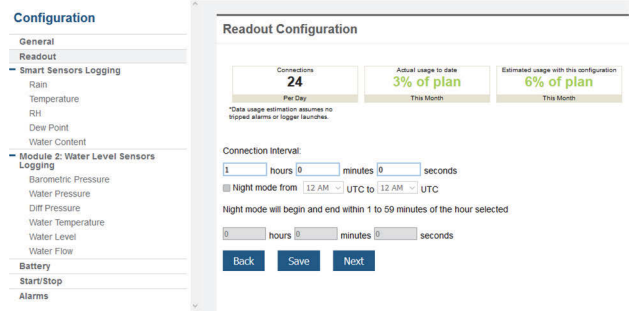 Configuration
General
Readout
Smart Sensors Logging
Rain
Temperature
RH
Dew Point
Water Content
Module 2: Water Level Sensors
Logging
Barometric Pressure
Water Pressure
Diff Pressure
Water Temperature
Water Level
Water Flow
Battery
Start/Stop
Alarms
Readout Configuration
Connections
24
Per Day
Actual usage to date
3% of plan
This Month
Estimated usage with this configuration
6% of plan
This Month
*Data usage estimation assumes no
tripped alarms or logger launches.
Connection Interval:
1 hours 0 minutes 0 seconds
Night mode from 12 AM UTC to 12 AM UTC
Night mode will begin and end within 1 to 59 minutes of the hour selected
0 hours 0 minutes 0 seconds
Back Save Next